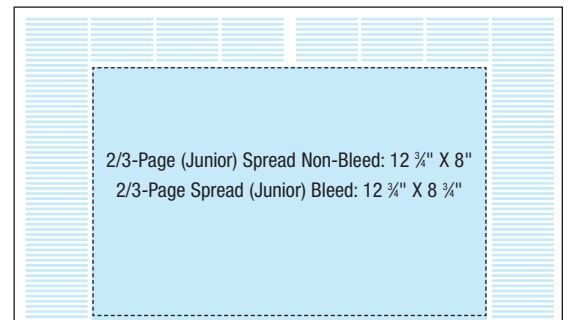 2/3-Page (Junior) Spread Non-Bleed: 12 ¾" X 8"
2/3-Page Spread (Junior) Bleed: 12 ¾" X 8 ¾"